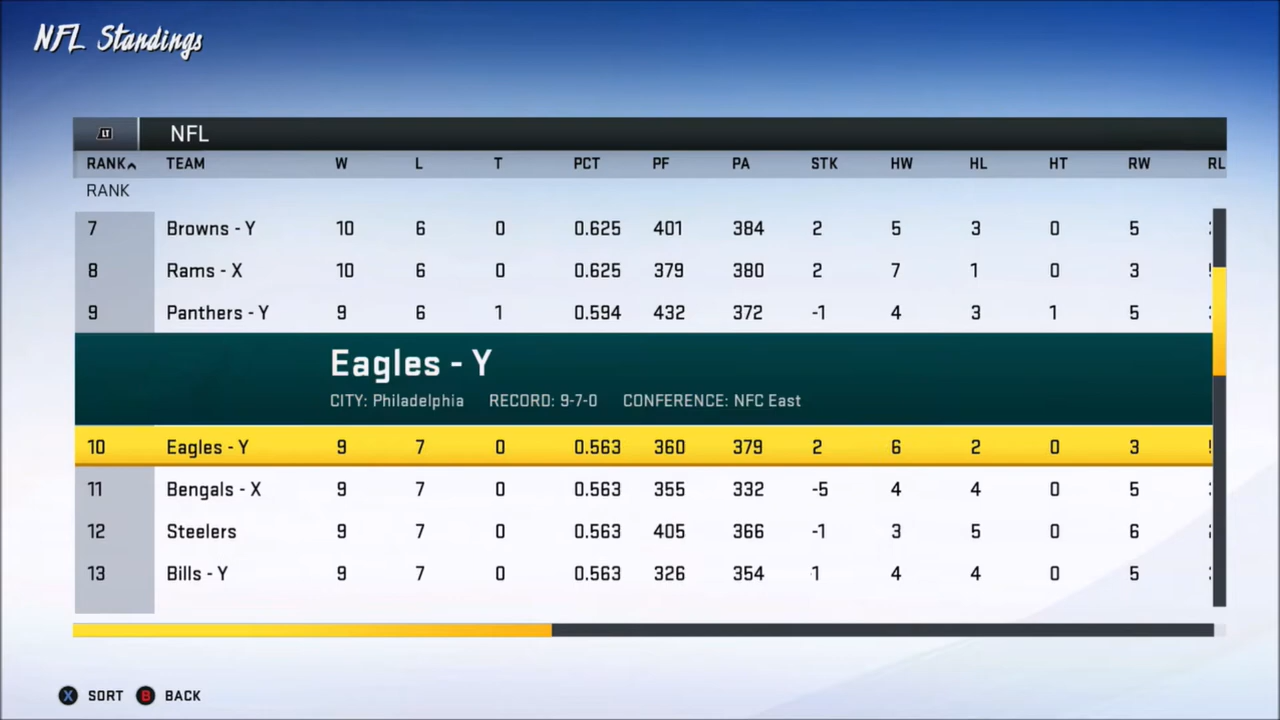 NFL Standings
LT NFL
RANK TEAM W L T PCT PF PA STK HW HL HT RW RL
RANK
7 Browns - Y 10 6 0 0.625 401 384 2 5 3 0 5
8 Rams - X 10 6 0 0.625 379 380 2 7 1 0 3
9 Panthers - Y 9 6 1 0.594 432 372 -1 4 3 1 5
Eagles - Y
CITY: Philadelphia RECORD: 9-7-0 CONFERENCE: NFC East
10 Eagles - Y 9 7 0 0.563 360 379 2 6 2 0 3
11 Bengals - X 9 7 0 0.563 355 332 -5 4 4 0 5
12 Steelers 9 7 0 0.563 405 366 -1 3 5 0 6
13 Bills - Y 9 7 0 0.563 326 354 1 4 4 0 5
X SORT B BACK